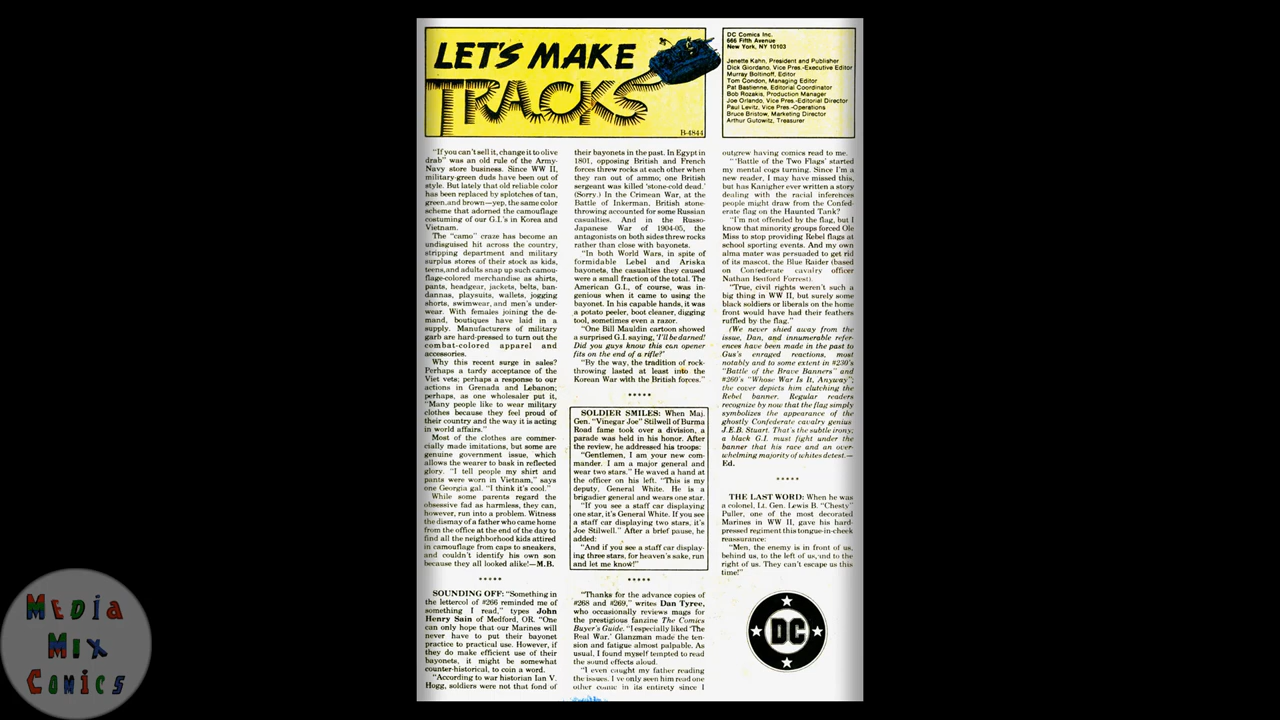 LET'S MAKE
TRACKS
B-4844
DC Comics Inc.
666 Fifth Avenue
New York, NY 10103
Jenette Kahn, President and Publisher
Dick Giordano, Vice Pres.-Executive Editor
Murray Boltinoff, Editor
Tom Condon, Managing Editor
Pat Bastienne, Editorial Coordinator
Bob Rozakis, Production Manager
Joe Orlando, Vice Pres.-Editorial Director
Paul Levitz, Vice Pres.-Operations
Bruce Bristow, Marketing Director
Arthur Gutowitz, Treasurer
"If you can't sell it, change it to olive
drab" was an old rule of the Army-
Navy store business. Since WW II,
military-green duds have been out of
style. But lately that old reliable color
has been replaced by splotches of tan,
green,and brown—yep, the same color
scheme that adorned the camouflage
costuming of our G.I.'s in Korea and
Vietnam.
The "camo" craze has become an
undisguised hit across the country,
stripping department and military
surplus stores of their stock as kids,
teens,and adults snap up such camou-
flage-colored merchandise as shirts,
pants, headgear, jackets, belts, ban-
dannas, playsuits, wallets, jogging
shorts, swimwear, and men's under-
wear. With females joining the de-
mand, boutiques have laid in a
supply. Manufacturers of military
garb are hard-pressed to turn out the
combat-colored apparel and
accessories.
Why this recent surge in sales?
Perhaps a tardy acceptance of the
Viet vets; perhaps a response to our
actions in Grenada and Lebanon;
perhaps, as one wholesaler put it,
"Many people like to wear military
clothes because they feel proud of
their country and the way it is acting
in world affairs."
Most of the clothes are commer-
cially made imitations, but some are
genuine government issue, which
allows the wearer to bask in reflected
glory. "I tell people my shirt and
pants were worn in Vietnam," says
one Georgia gal. "I think it's cool."
While some parents regard the
obsessive fad as harmless, they can,
however, run into a problem. Witness
the dismay of a father who came home
from the office at the end of the day to
find all the neighborhood kids attired
in camouflage from caps to sneakers,
and couldn't identify his own son
because they all looked alike!—M.B.
*****
SOUNDING OFF: "Something in
the lettercol of #266 reminded me of
something I read," types John
Henry Sain of Medford, OR. "One
can only hope that our Marines will
never have to put their bayonet
practice to practical use. However, if
they do make efficient use of their
bayonets, it might be somewhat
counter-historical, to coin a word.
"According to war historian Ian V.
Hogg, soldiers were not that fond of
their bayonets in the past. In Egypt in
1801, opposing British and French
forces threw rocks at each other when
they ran out of ammo; one British
sergeant was killed 'stone-cold dead.'
(Sorry.) In the Crimean War, at the
Battle of Inkerman, British stone-
throwing accounted for some Russian
casualties. And in the Russo-
Japanese War of 1904-05, the
antagonists on both sides threw rocks
rather than close with bayonets.
"In both World Wars, in spite of
formidable Lebel and Ariska
bayonets, the casualties they caused
were a small fraction of the total. The
American G.I., of course, was in-
genious when it came to using the
bayonet. In his capable hands, it was
a potato peeler, boot cleaner, digging
tool, sometimes even a razor.
"One Bill Mauldin cartoon showed
a surprised G.I. saying, 'I'll be darned!
Did you guys know this can opener
fits on the end of a rifle?'
"By the way, the tradition of rock-
throwing lasted at least into the
Korean War with the British forces."
*****
SOLDIER SMILES: When Maj.
Gen. "Vinegar Joe" Stilwell of Burma
Road fame took over a division, a
parade was held in his honor. After
the review, he addressed his troops:
"Gentlemen, I am your new com-
mander. I am a major general and
wear two stars." He waved a hand at
the officer on his left. "This is my
deputy, General White. He is a
brigadier general and wears one star.
"If you see a staff car displaying
one star, it's General White. If you see
a staff car displaying two stars, it's
Joe Stilwell." After a brief pause, he
added:
"And if you see a staff car display-
ing three stars, for heaven's sake, run
and let me know!"
*****
"Thanks for the advance copies of
#268 and #269," writes Dan Tyree,
who occasionally reviews mags for
the prestigious fanzine The Comics
Buyer's Guide. "I especially liked 'The
Real War.' Glanzman made the ten-
sion and fatigue almost palpable. As
usual, I found myself tempted to read
the sound effects aloud.
"I even caught my father reading
the issues. I've only seen him read one
other comic in its entirety since I
outgrew having comics read to me.
"'Battle of the Two Flags' started
my mental cogs turning. Since I'm a
new reader, I may have missed this,
but has Kanigher ever written a story
dealing with the racial inferences
people might draw from the Confed-
erate flag on the Haunted Tank?
"I'm not offended by the flag, but I
know that minority groups forced Ole
Miss to stop providing Rebel flags at
school sporting events. And my own
alma mater was persuaded to get rid
of its mascot, the Blue Raider (based
on Confederate cavalry officer
Nathan Bedford Forrest).
"True, civil rights weren't such a
big thing in WW II, but surely some
black soldiers or liberals on the home
front would have had their feathers
ruffled by the flag."
(We never shied away from the
issue, Dan, and innumerable refer-
ences have been made in the past to
Gus's enraged reactions, most
notably and to some extent in #230's
"Battle of the Brave Banners" and
#260's "Whose War Is It, Anyway";
the cover depicts him clutching the
Rebel banner. Regular readers
recognize by now that the flag simply
symbolizes the appearance of the
ghostly Confederate cavalry genius
J.E.B. Stuart. That's the subtle irony;
a black G.I. must fight under the
banner that his race and an over-
whelming majority of whites detest.—
Ed.
*****
THE LAST WORD: When he was
a colonel, Lt. Gen. Lewis B. "Chesty"
Puller, one of the most decorated
Marines in WW II, gave his hard-
pressed regiment this tongue-in-cheek
reassurance:
"Men, the enemy is in front of us,
behind us, to the left of us,and to the
right of us. They can't escape us this
time!"
DC
MEDIA
MIX
COMICS